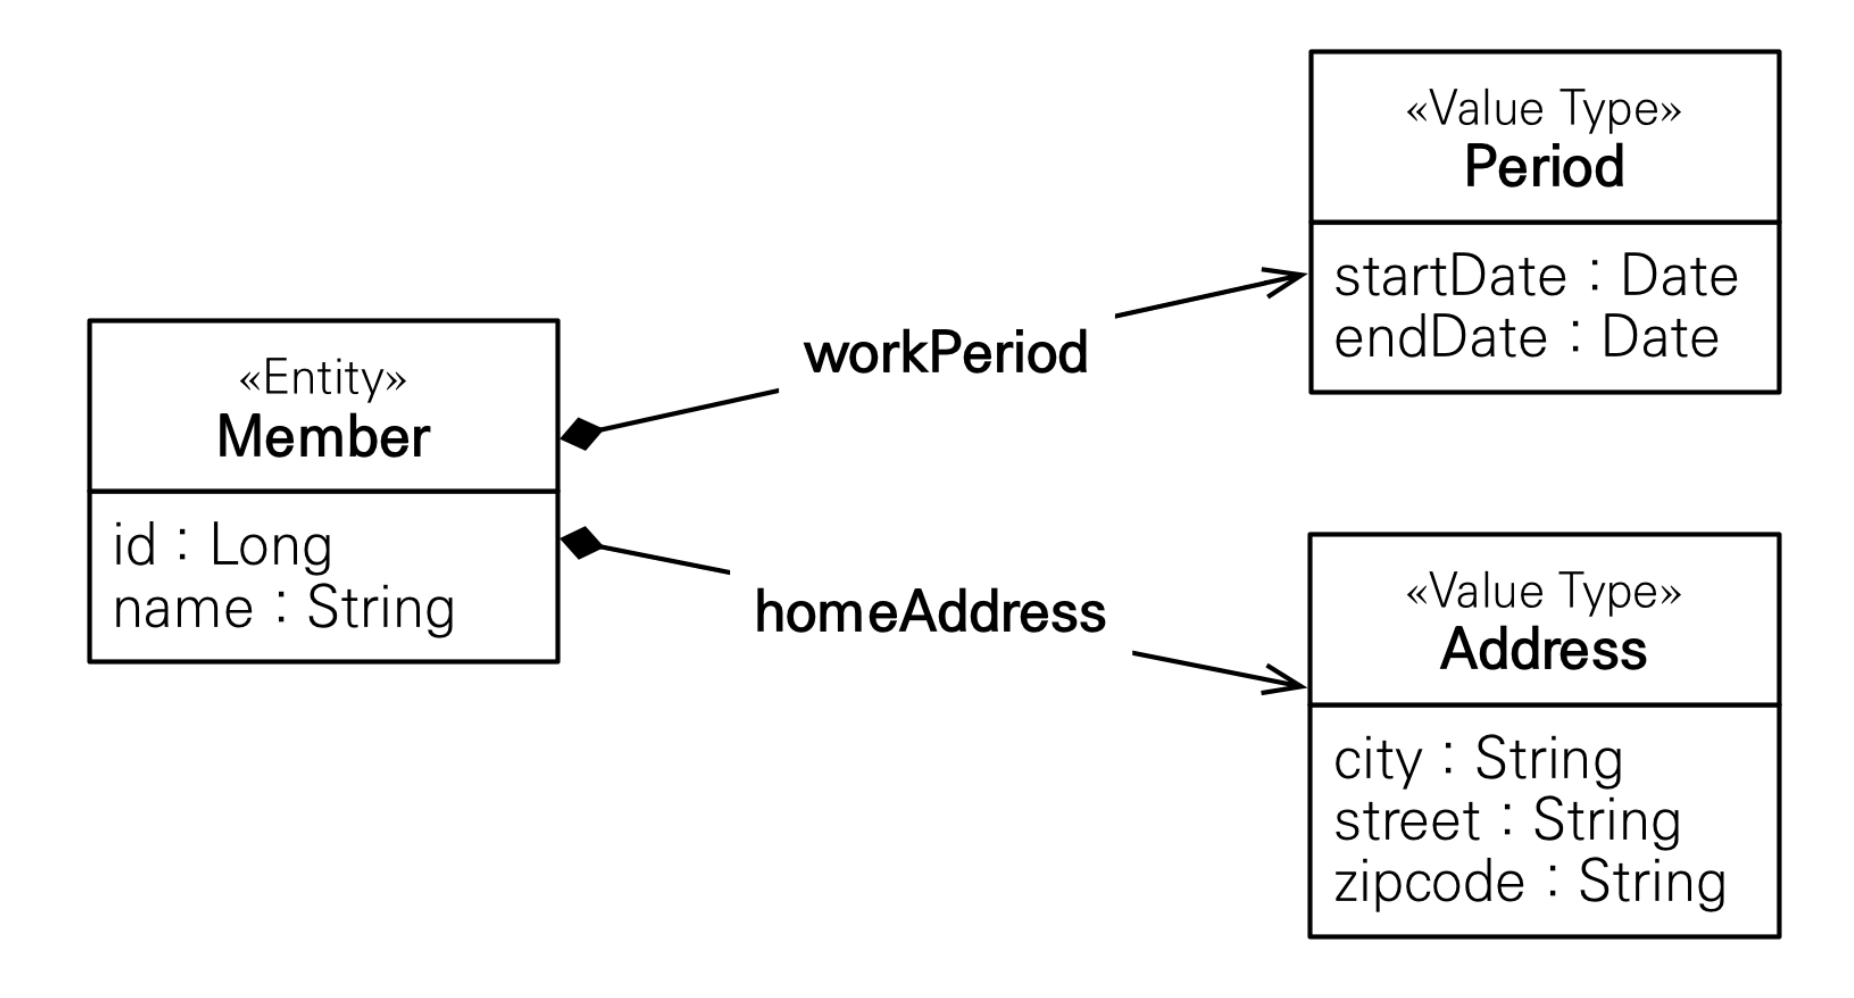 «Entity»
Member
id : Long
name : String
workPeriod
homeAddress
«Value Type»
Period
startDate : Date
endDate : Date
«Value Type»
Address
city : String
street : String
zipcode : String